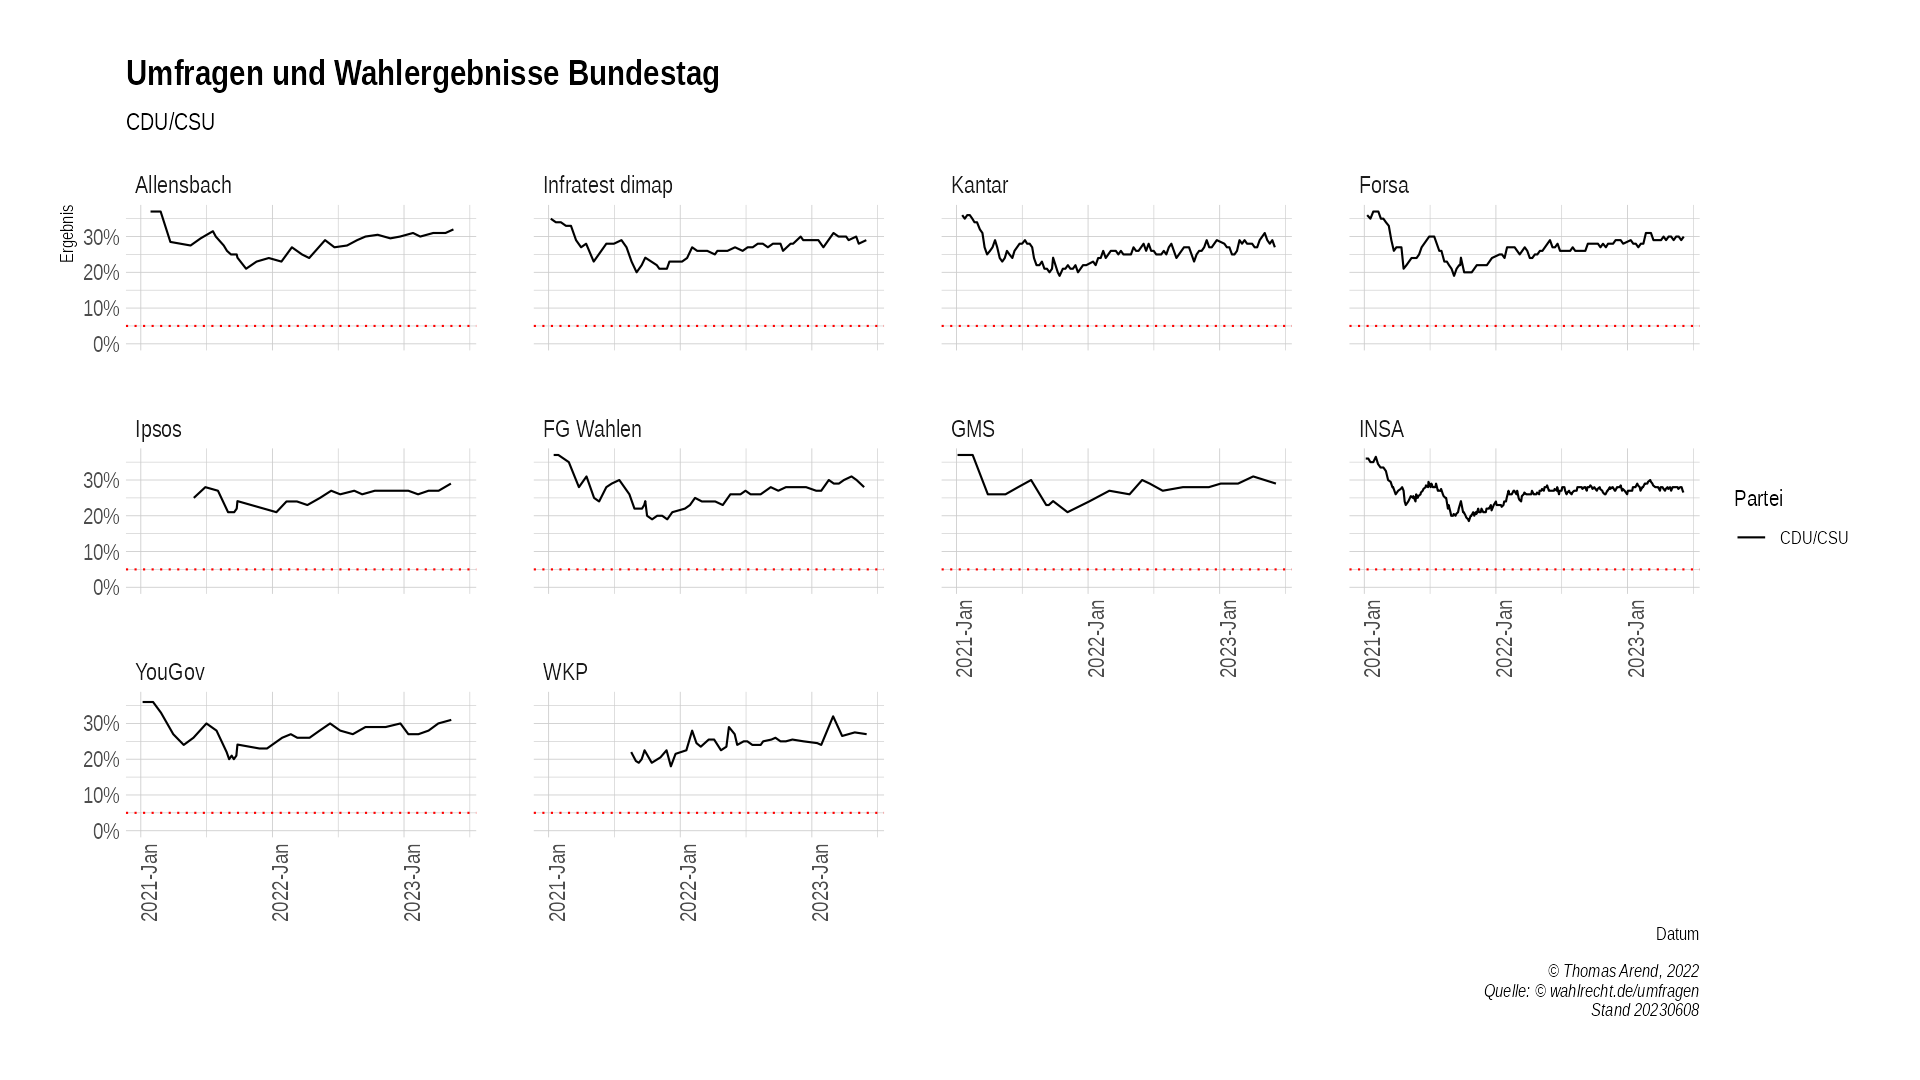 Umfragen und Wahlergebnisse Bundestag
CDU/CSU
Allensbach
Infratest dimap
Kantar
Forsa
Ergebnis
30%
20%
10%
0%
Ipsos
FG Wahlen
GMS
INSA
30%
20%
10%
0%
2021-Jan
2022-Jan
2023-Jan
2021-Jan
2022-Jan
2023-Jan
Partei
CDU/CSU
YouGov
WKP
30%
20%
10%
0%
2021-Jan
2022-Jan
2023-Jan
2021-Jan
2022-Jan
2023-Jan
Datum
© Thomas Arend, 2022
Quelle: © wahlrecht.de/umfragen
Stand 20230608